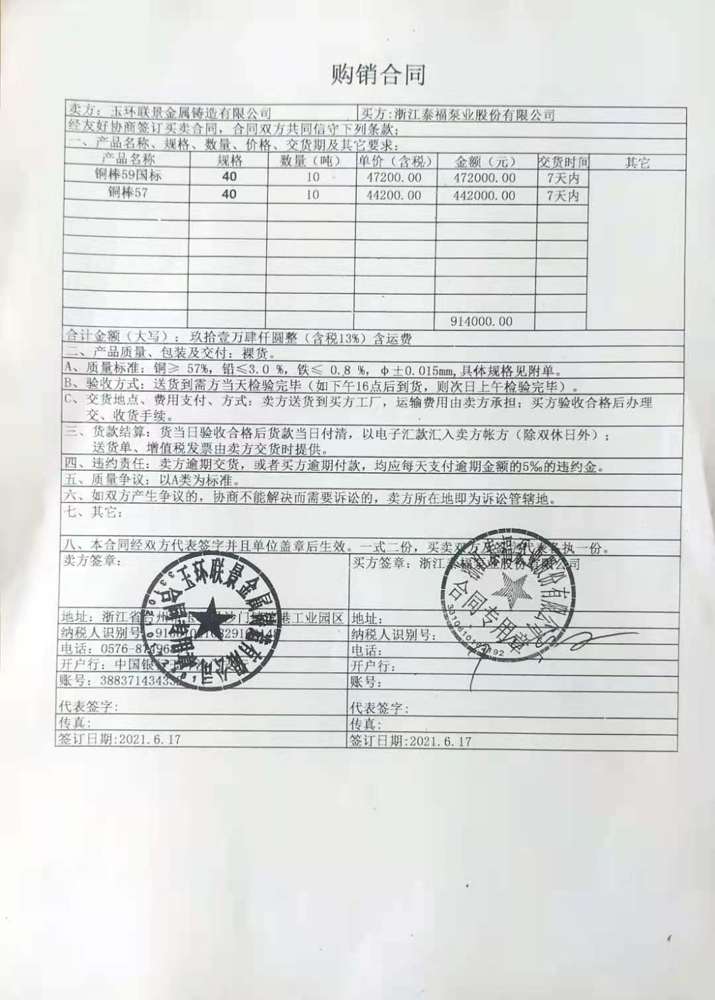 购销合同
卖方：玉环联景金属铸造有限公司 买方:浙江泰福泵业股份有限公司
经友好协商签订买卖合同，合同双方共同信守下列条款；
一、产品名称、规格、数量、价格、交货期及其它要求：
产品名称 规格 数量（吨） 单价（含税） 金额（元） 交货时间 其它
铜棒59国标 40 10 47200.00 472000.00 7天内
铜棒57 40 10 44200.00 442000.00 7天内
914000.00
合计金额（大写）：玖拾壹万肆仟圆整（含税13%）含运费
二、产品质量、包装及交付：裸货。
A、质量标准：铜≥ 57%，铅≤3.0 %，铁≤ 0.8 %，φ±0.015mm,具体规格见附单。
B、验收方式：送货到需方当天检验完毕（如下午16点后到货，则次日上午检验完毕）。
C、交货地点、费用支付、方式：卖方送货到买方工厂，运输费用由卖方承担；买方验收合格后办理
交、收货手续。
三、货款结算：货当日验收合格后货款当日付清，以电子汇款汇入卖方帐方（除双休日外）；
送货单、增值税发票由卖方交货时提供。
四、违约责任：卖方逾期交货，或者买方逾期付款，均应每天支付逾期金额的5‰的违约金。
五、质量争议：以A类为标准。
六、如双方产生争议的，协商不能解决而需要诉讼的，卖方所在地即为诉讼管辖地。
七、其它：
八、本合同经双方代表签字并且单位盖章后生效。一式二份，买卖双方及签定代表各执一份。
卖方签章： 买方签章：浙江泰福泵业股份有限公司
玉环联景金属铸造有限公司
合同专用章
浙江泰福泵业股份有限公司
合同专用章
地址：浙江省台州 沙门 港工业园区 地址：
纳税人识别号： 纳税人识别号：
电话：0576- 电话：
开户行：中国银 开户行：
账号：388371434 账号：
代表签字： 代表签字：
传真： 传真：
签订日期:2021.6.17 签订日期:2021.6.17